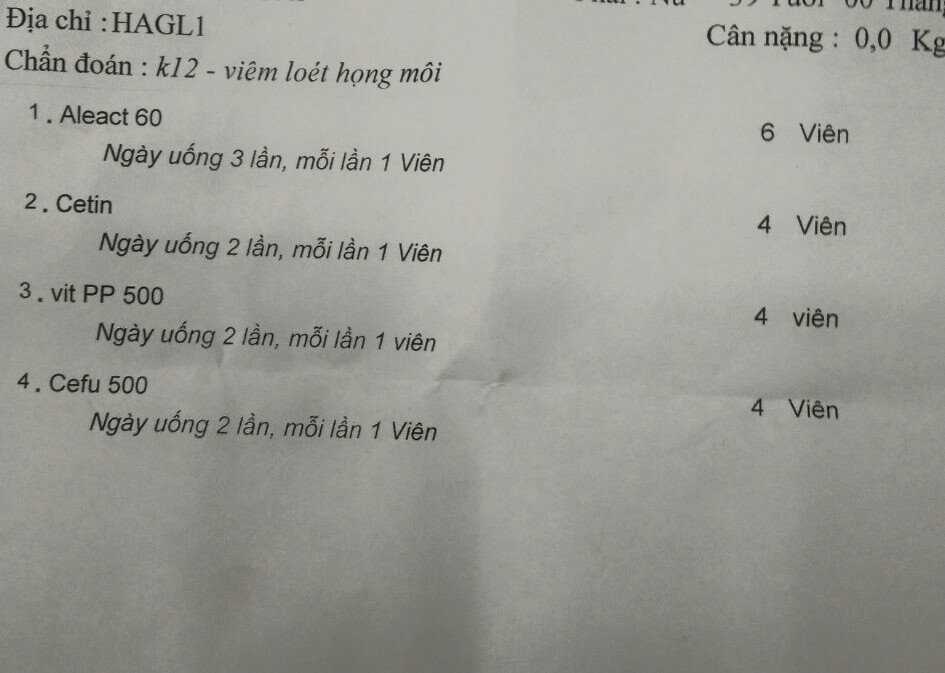 Địa chỉ : HAGL1
Cân nặng : 0,0 Kg
Chẩn đoán : k12 - viêm loét họng môi
1 . Aleact 60 6 Viên
Ngày uống 3 lần, mỗi lần 1 Viên
2 . Cetin 4 Viên
Ngày uống 2 lần, mỗi lần 1 Viên
3 . vit PP 500 4 viên
Ngày uống 2 lần, mỗi lần 1 viên
4 . Cefu 500 4 Viên
Ngày uống 2 lần, mỗi lần 1 Viên